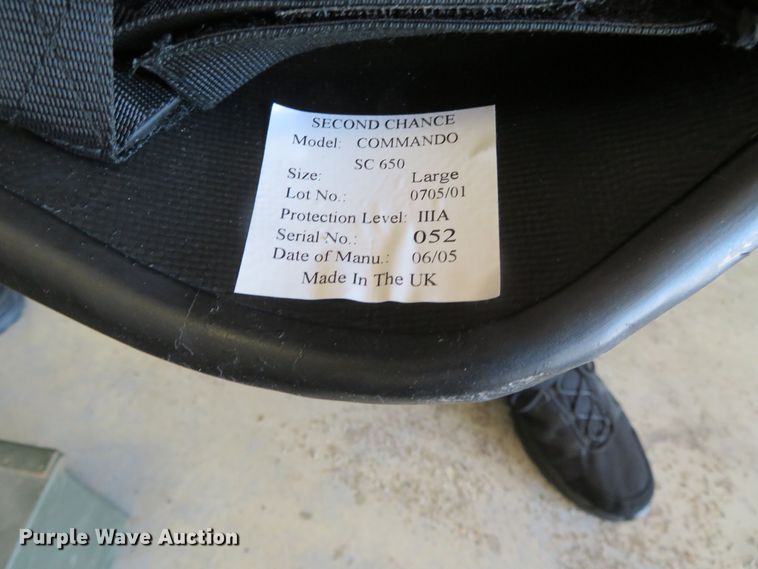 SECOND CHANCE
Model: COMMANDO
SC 650
Size: Large
Lot No.: 0705/01
Protection Level: IIIA
Serial No.: 052
Date of Manu.: 06/05
Made In The UK
Purple Wave Auction